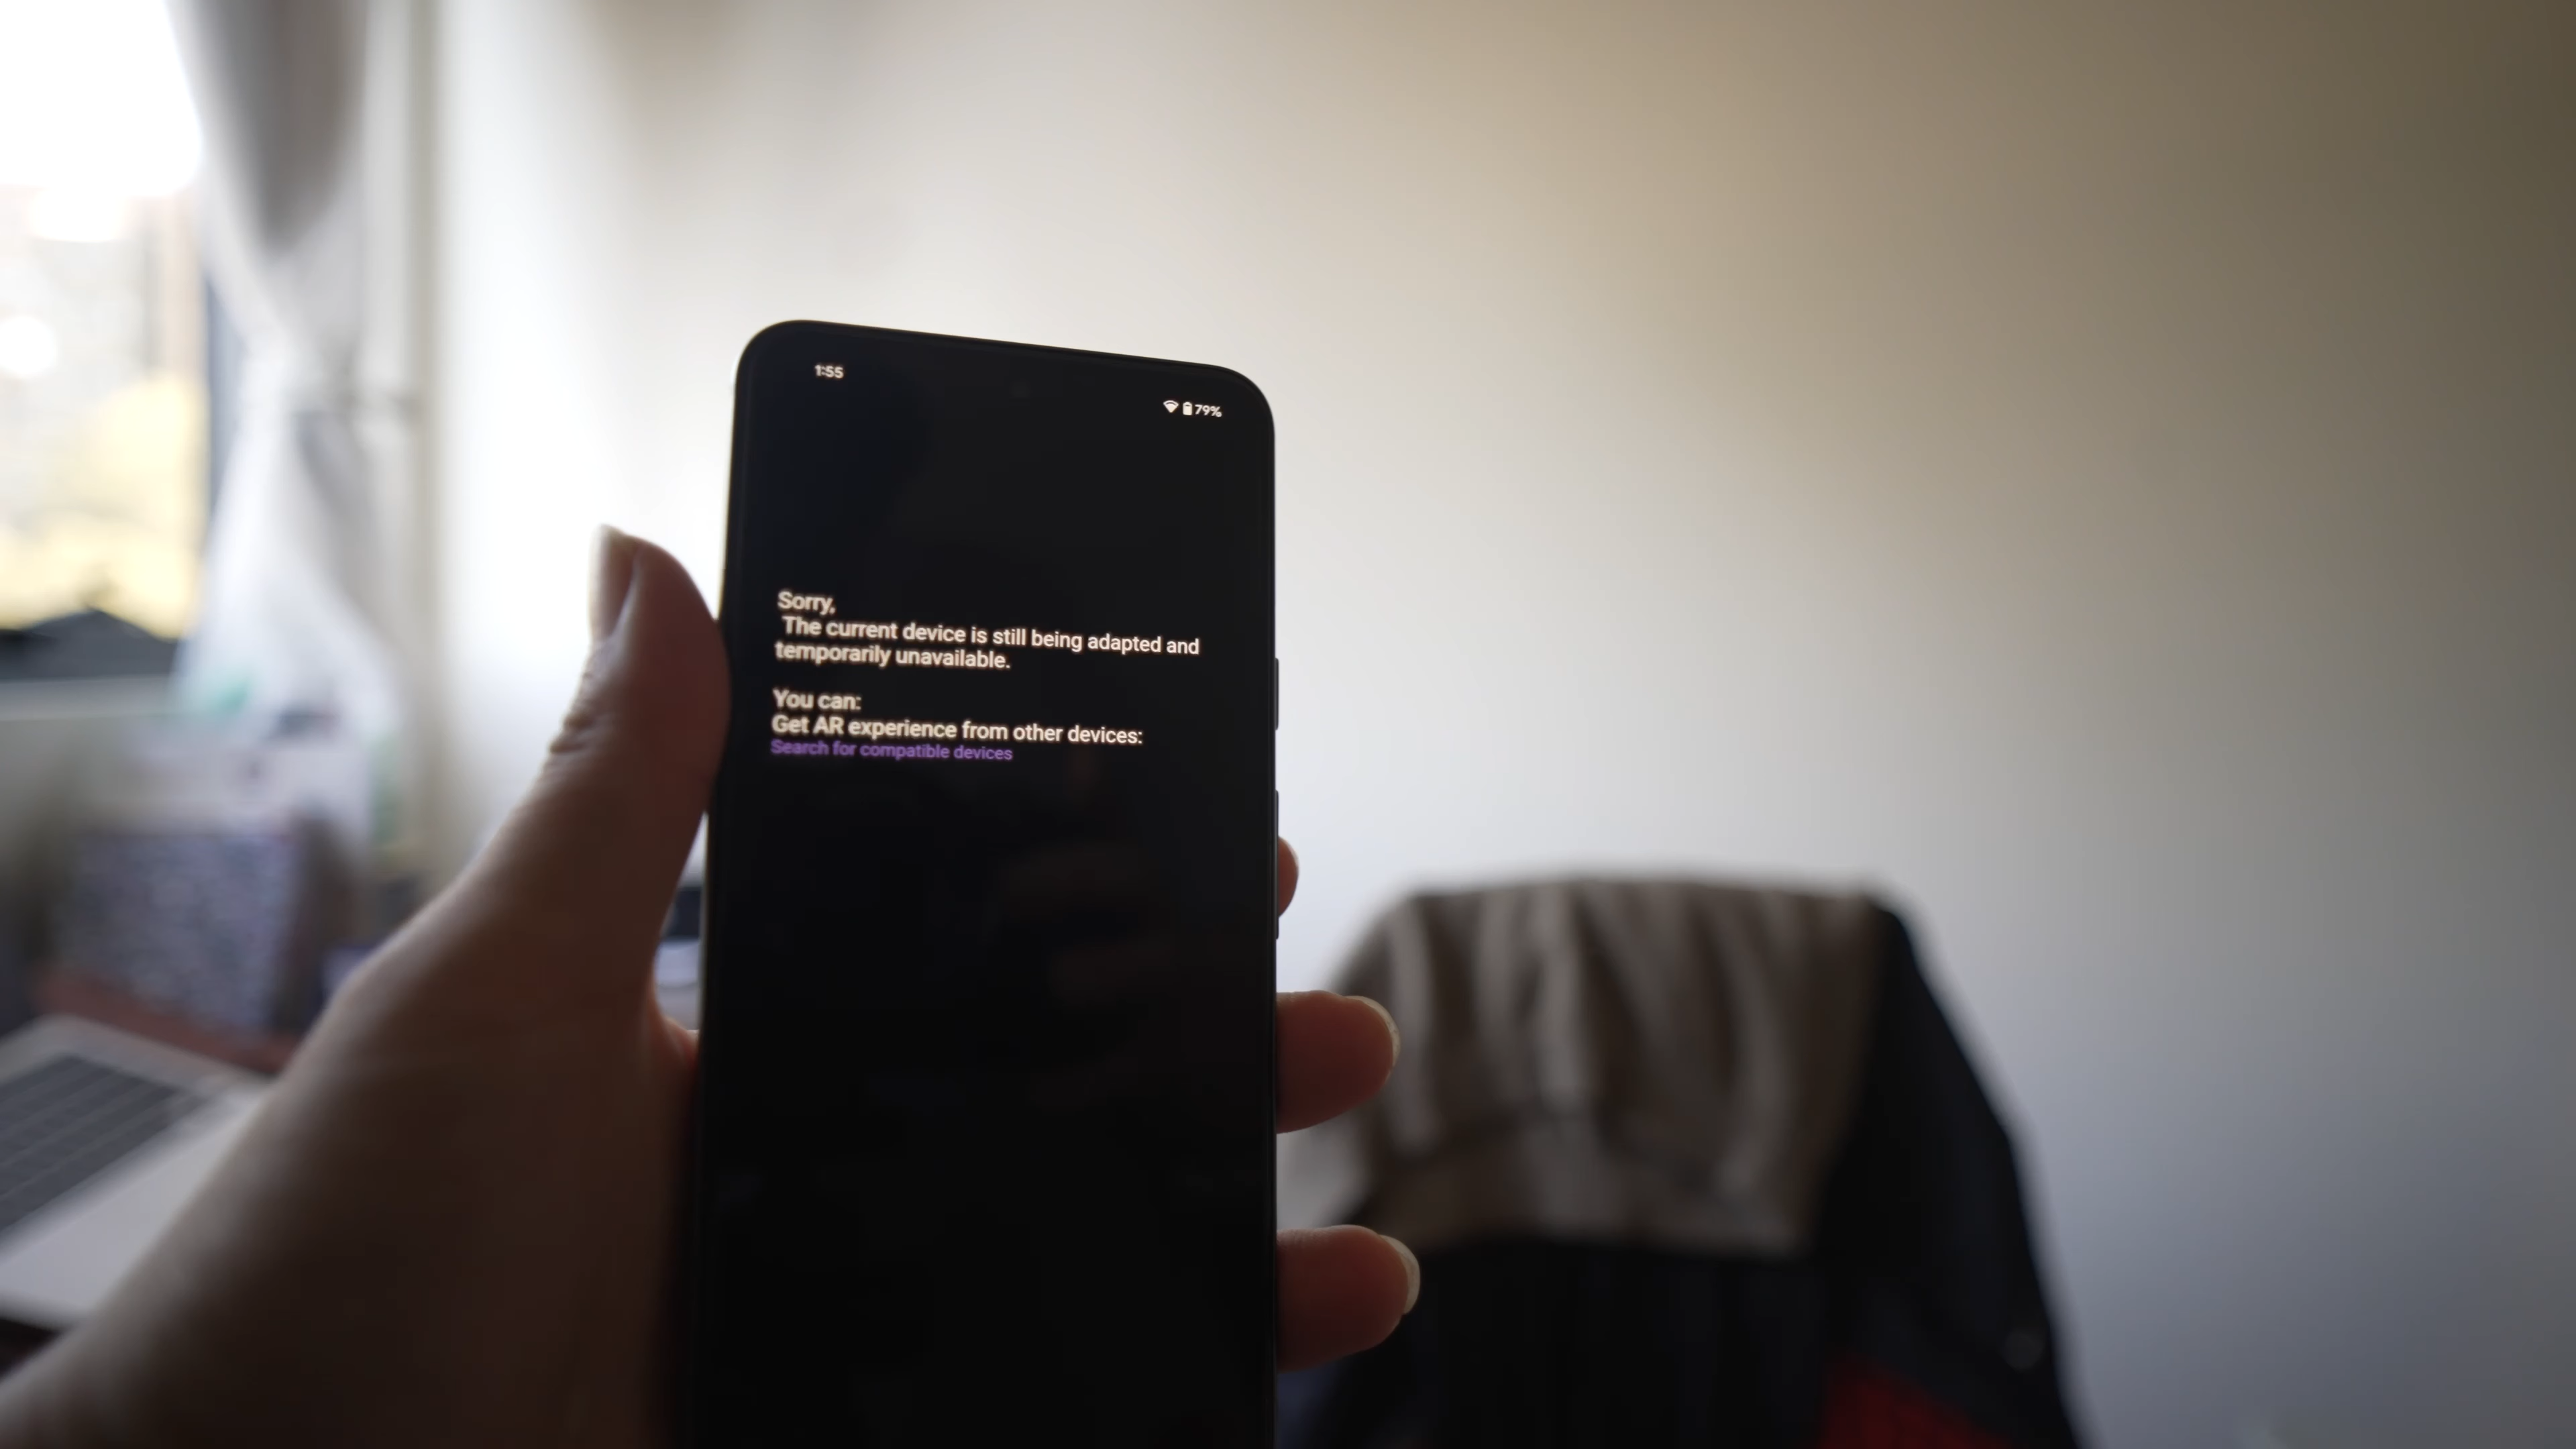 1:55
79%
Sorry,
The current device is still being adapted and
temporarily unavailable.
You can:
Get AR experience from other devices:
Search for compatible devices